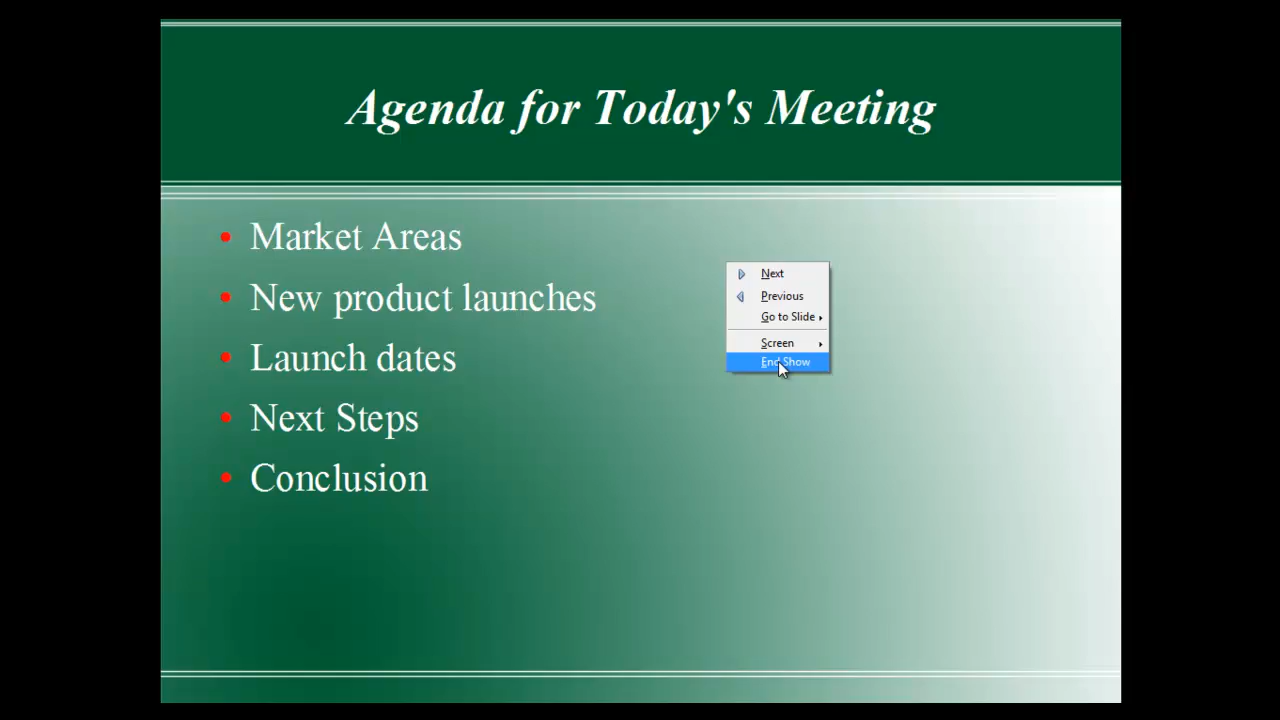 Agenda for Today's Meeting
• Market Areas
• New product launches
• Launch dates
• Next Steps
• Conclusion
Next
Previous
Go to Slide
Screen
End Show